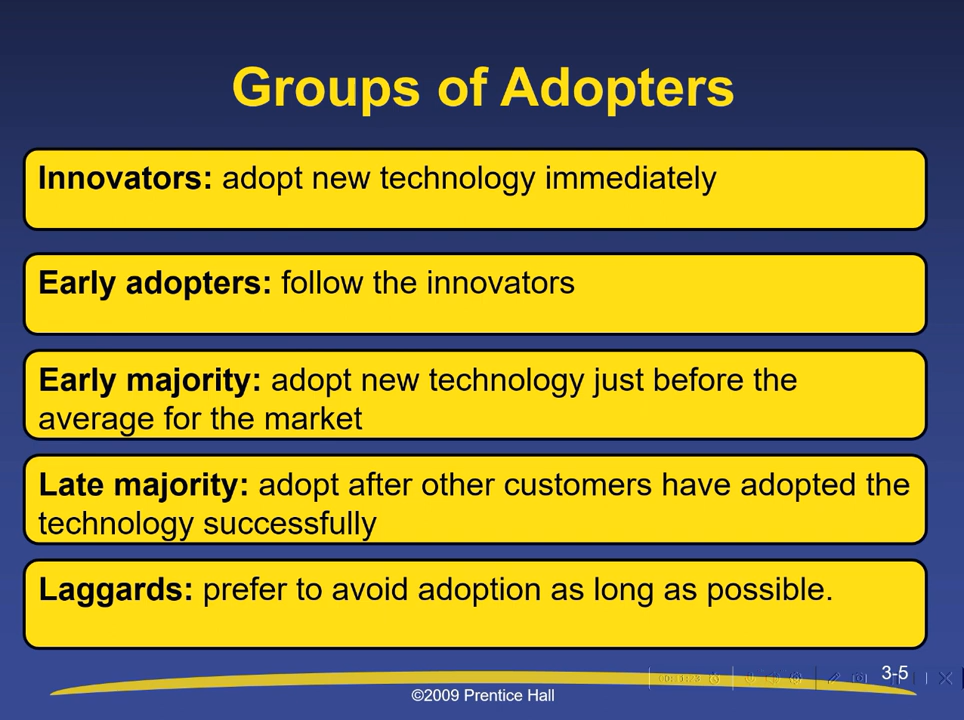 Groups of Adopters
Innovators: adopt new technology immediately
Early adopters: follow the innovators
Early majority: adopt new technology just before the
average for the market
Late majority: adopt after other customers have adopted the
technology successfully
Laggards: prefer to avoid adoption as long as possible.
3-5
©2009 Prentice Hall